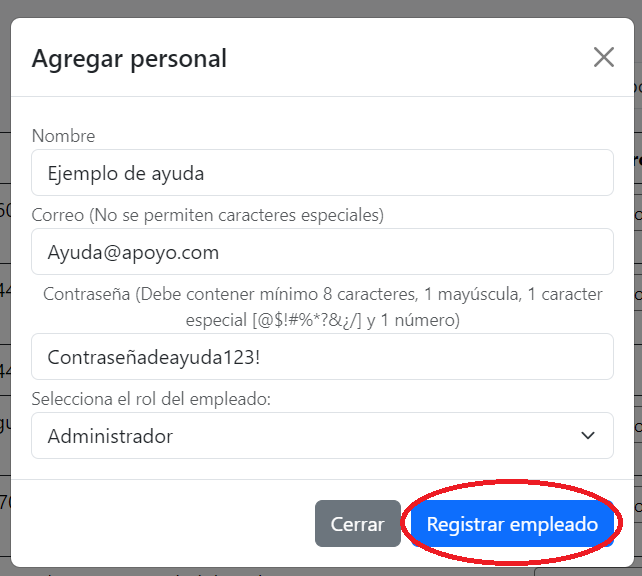 Agregar personal
Nombre
Ejemplo de ayuda
Correo (No se permiten caracteres especiales)
Ayuda@apoyo.com
Contraseña (Debe contener mínimo 8 caracteres, 1 mayúscula, 1 caracter
especial [@$!#%*?&¿/] y 1 número)
Contraseñadeayuda123!
Selecciona el rol del empleado:
Administrador
Cerrar
Registrar empleado